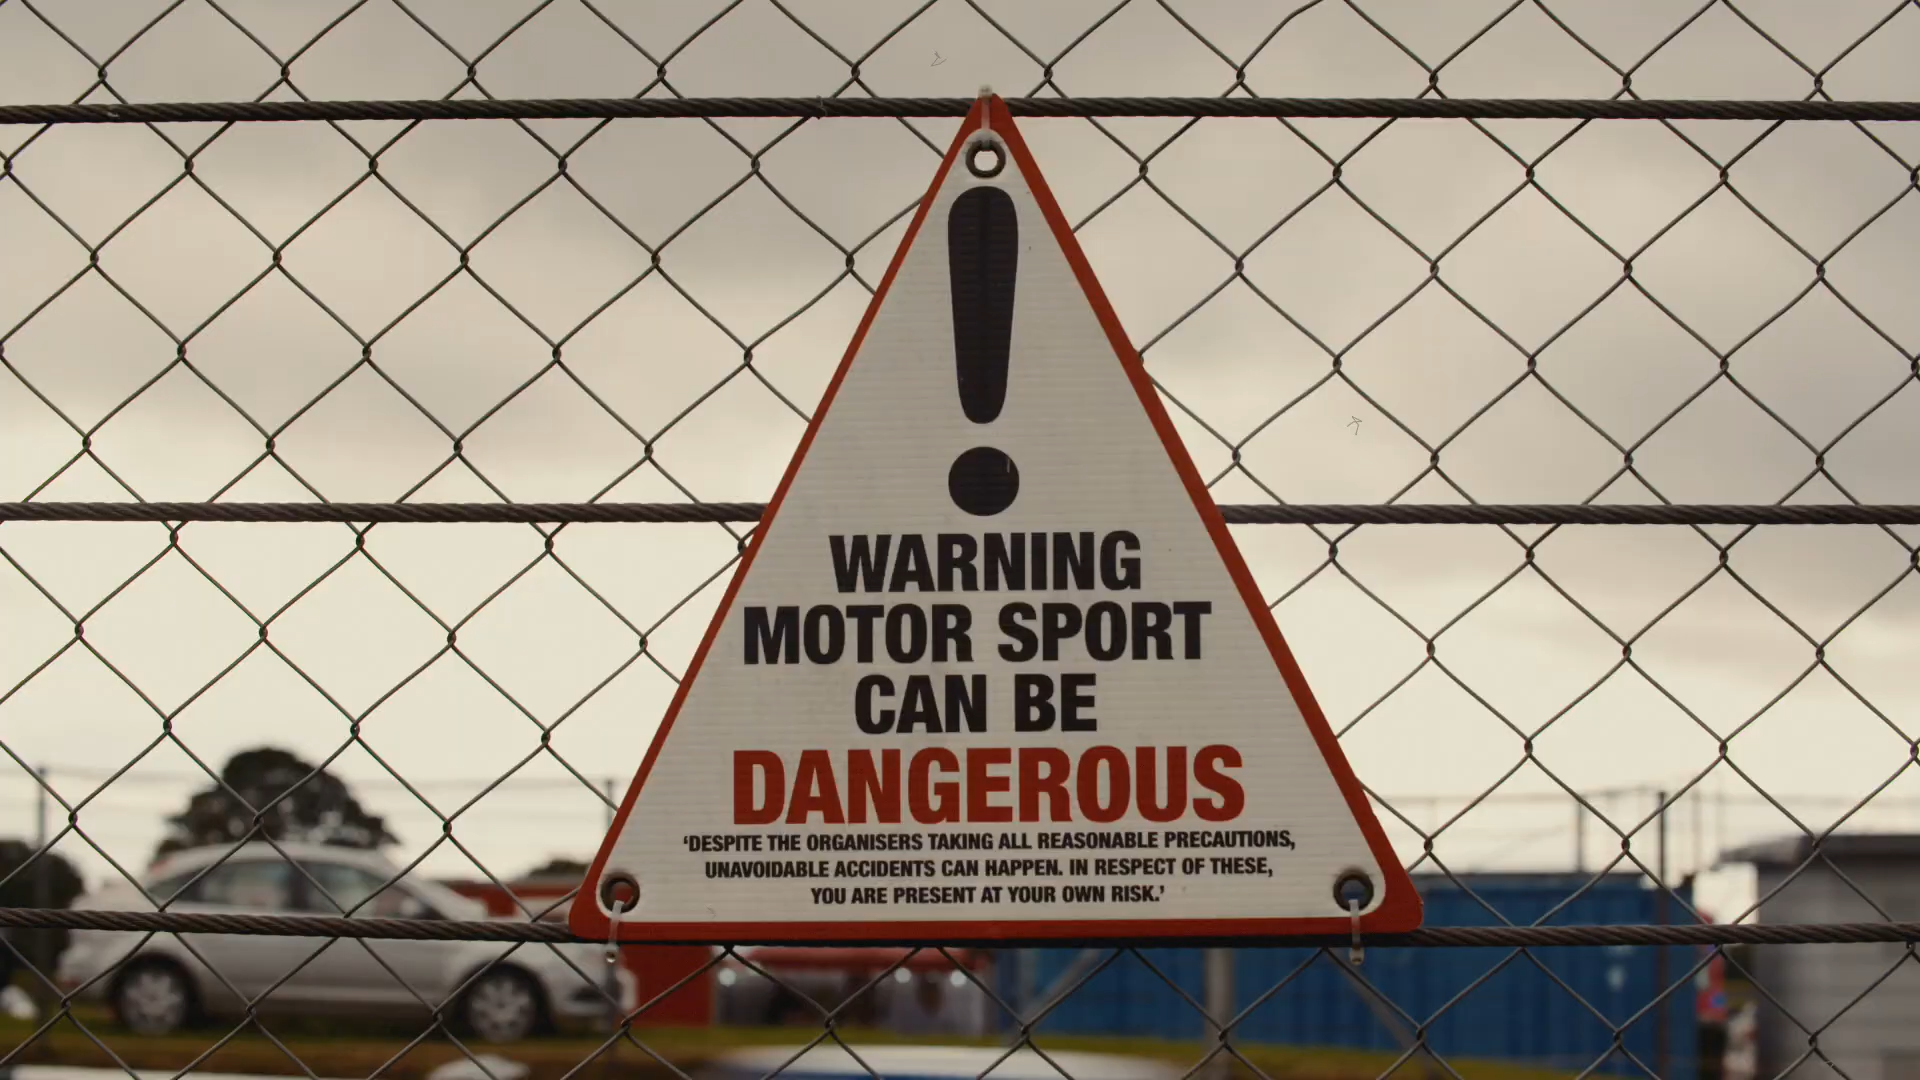 !
WARNING
MOTOR SPORT
CAN BE
DANGEROUS
'DESPITE THE ORGANISERS TAKING ALL REASONABLE PRECAUTIONS,
UNAVOIDABLE ACCIDENTS CAN HAPPEN. IN RESPECT OF THESE,
YOU ARE PRESENT AT YOUR OWN RISK.'